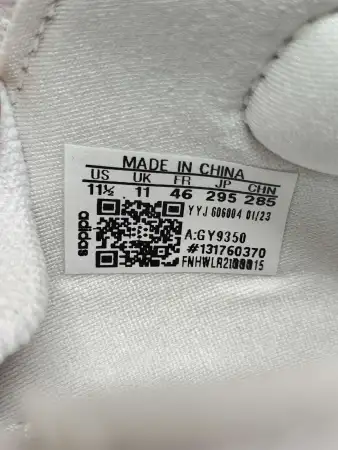 MADE IN CHINA
US UK FR JP CHN
11½ 11 46 295 285
YYJ 606004 01/23
adidas
A:GY9350
#131760370